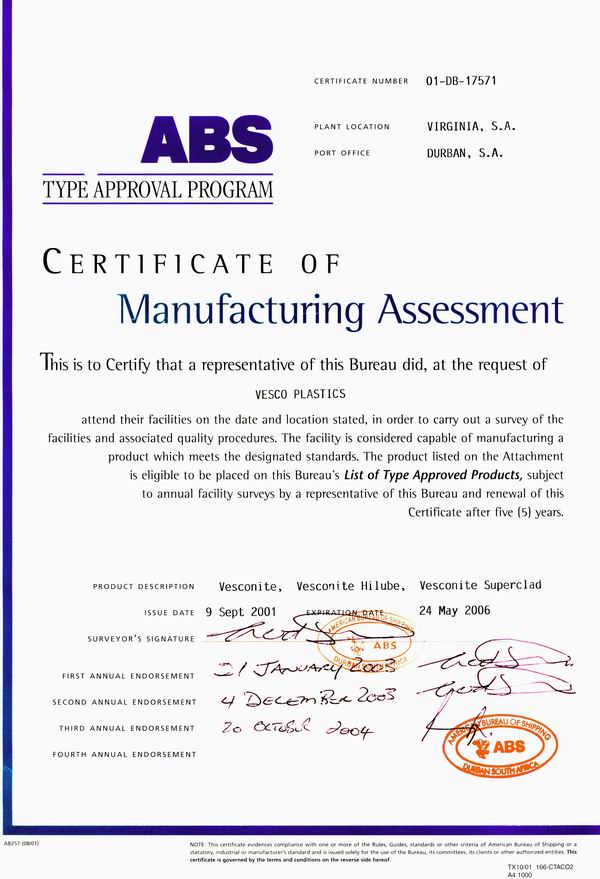 CERTIFICATE NUMBER 01-DB-17571
PLANT LOCATION VIRGINIA, S.A.
PORT OFFICE DURBAN, S.A.
ABS
TYPE APPROVAL PROGRAM
CERTIFICATE OF
Manufacturing Assessment
This is to Certify that a representative of this Bureau did, at the request of
VESCO PLASTICS
attend their facilities on the date and location stated, in order to carry out a survey of the
facilities and associated quality procedures. The facility is considered capable of manufacturing a
product which meets the designated standards. The product listed on the Attachment
is eligible to be placed on this Bureau's List of Type Approved Products, subject
to annual facility surveys by a representative of this Bureau and renewal of this
Certificate after five (5) years.
PRODUCT DESCRIPTION Vesconite, Vesconite Hilube, Vesconite Superclad
ISSUE DATE 9 Sept 2001 EXPIRATION DATE 24 May 2006
SURVEYOR'S SIGNATURE
AMERICAN BUREAU OF SHIPPING
ABS
DURBAN SOUTH AFRICA
FIRST ANNUAL ENDORSEMENT 21 JANUARY 2003
SECOND ANNUAL ENDORSEMENT 4 DECEMBER 2003
THIRD ANNUAL ENDORSEMENT 20 OCTOBER 2004
FOURTH ANNUAL ENDORSEMENT
AMERICAN BUREAU OF SHIPPING
ABS
DURBAN SOUTH AFRICA
AB257 (08/01)
NOTE: This certificate evidences compliance with one or more of the Rules, Guides, standards or other criteria of American Bureau of Shipping or a
statutory, industrial or manufacturer's standard and is issued solely for the use of the Bureau, its committees, its clients or other authorized entities. This
certificate is governed by the terms and conditions on the reverse side hereof.
TX10/01 166-CTACO2
A4 1000